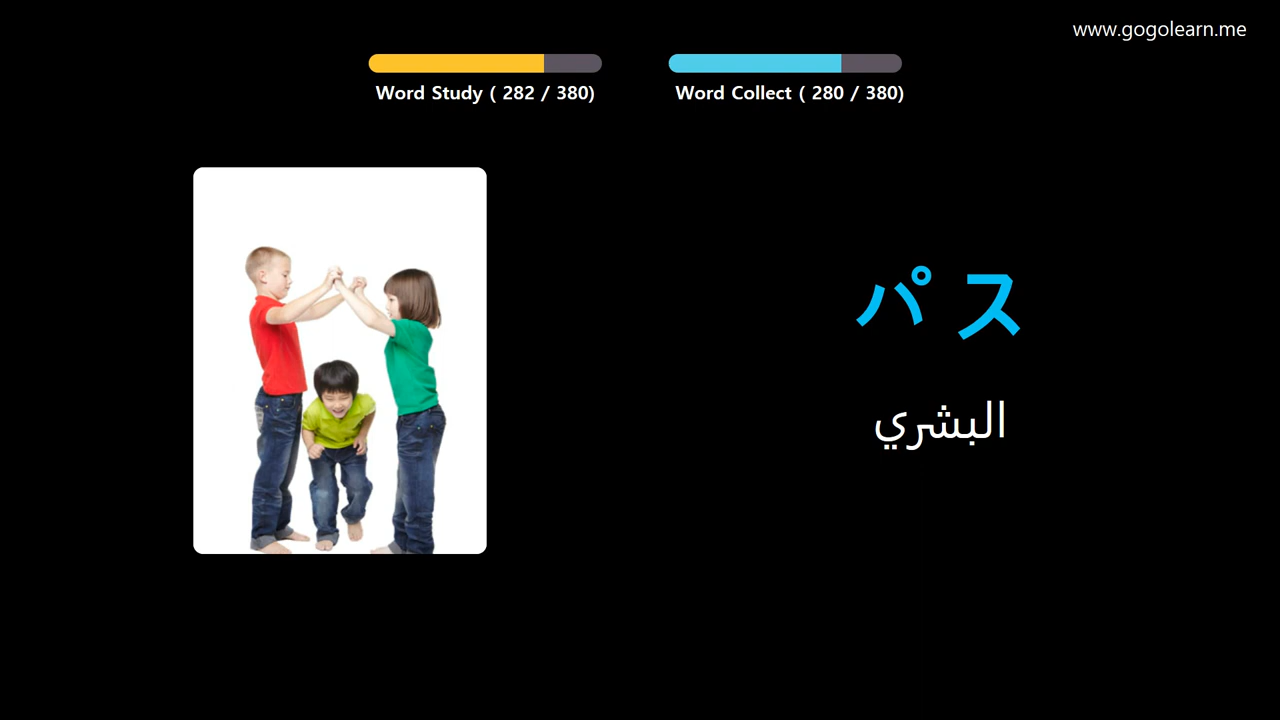 www.gogolearn.me
Word Study ( 282 / 380)
Word Collect ( 280 / 380)
パ ス
البشري